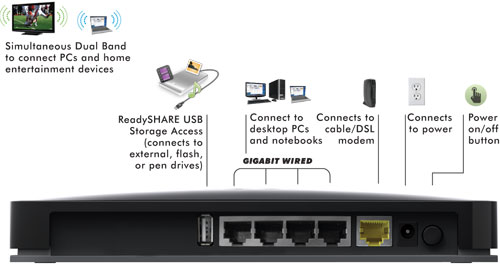 Simultaneous Dual Band
to connect PCs and home
entertainment devices
ReadySHARE USB
Storage Access
(connects to
external, flash,
or pen drives)
Connect to
desktop PCs
and notebooks
GIGABIT WIRED
Connects to
cable/DSL
modem
Connects
to power
Power
on/off
button